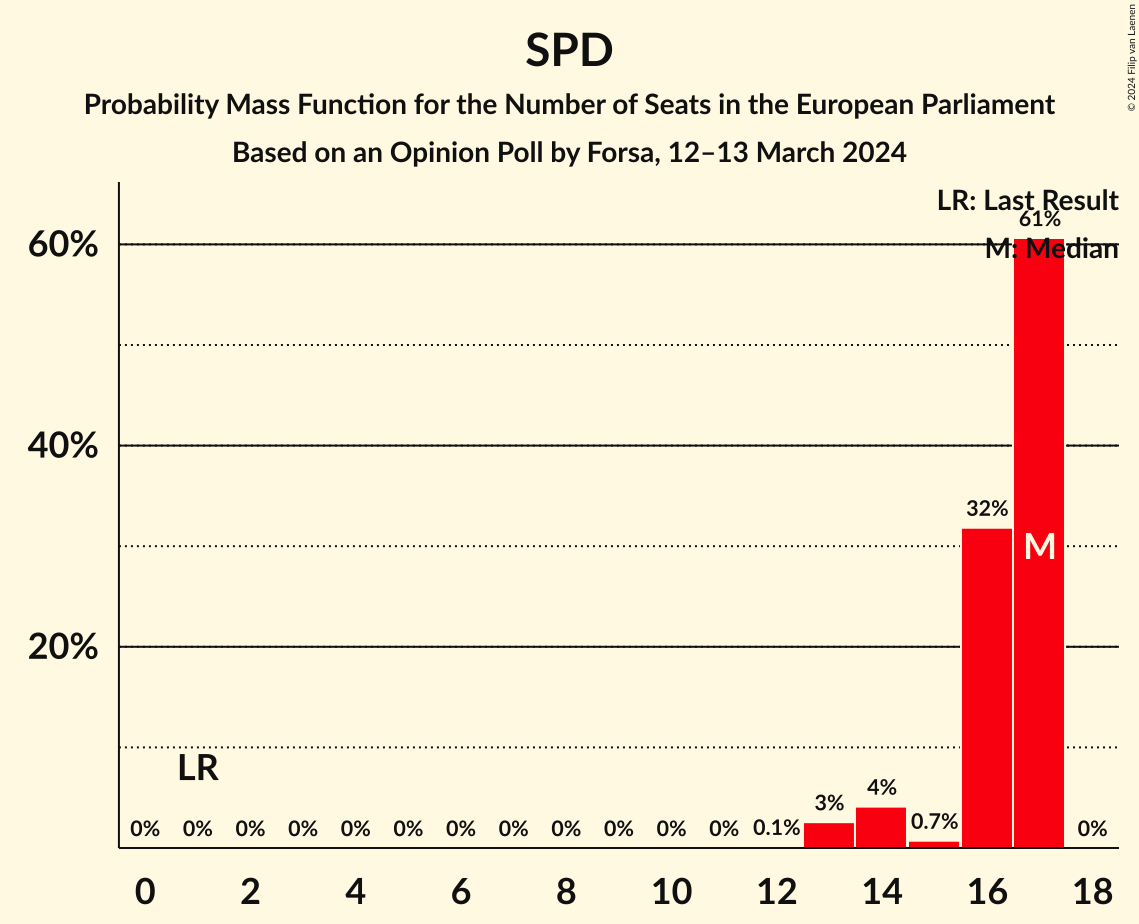 © 2024 Filip van Laenen
SPD
Probability Mass Function for the Number of Seats in the European Parliament
Based on an Opinion Poll by Forsa, 12–13 March 2024
LR: Last Result
61%
M: Median
60%
40%
32%
M
20%
LR
4%
3%
0% 0% 0% 0% 0% 0% 0% 0% 0% 0% 0% 0% 0.1% 0.7% 0%
0 2 4 6 8 10 12 14 16 18